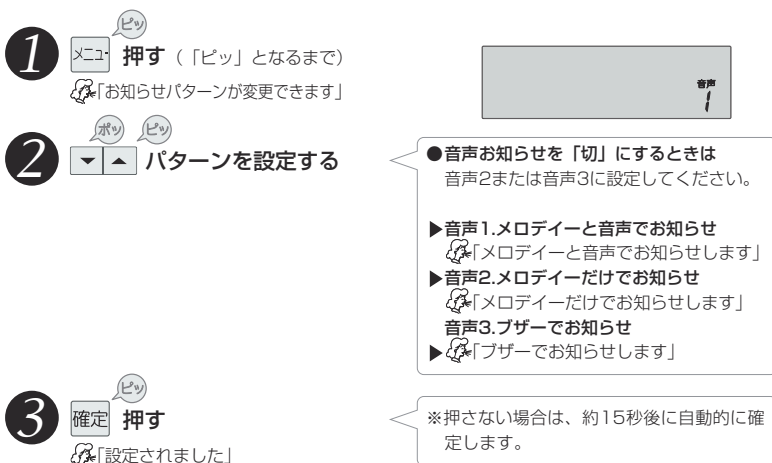 ピッ
1 メニュー 押す（「ピッ」となるまで）
「お知らせパターンが変更できます」
音声
1
ポッ ピッ
2 パターンを設定する
●音声お知らせを「切」にするときは
音声2または音声3に設定してください。
▶音声1.メロデイーと音声でお知らせ
「メロデイーと音声でお知らせします」
▶音声2.メロデイーだけでお知らせ
「メロデイーだけでお知らせします」
音声3.ブザーでお知らせ
▶「ブザーでお知らせします」
ピッ
3 確定 押す
「設定されました」
※押さない場合は、約15秒後に自動的に確
定します。